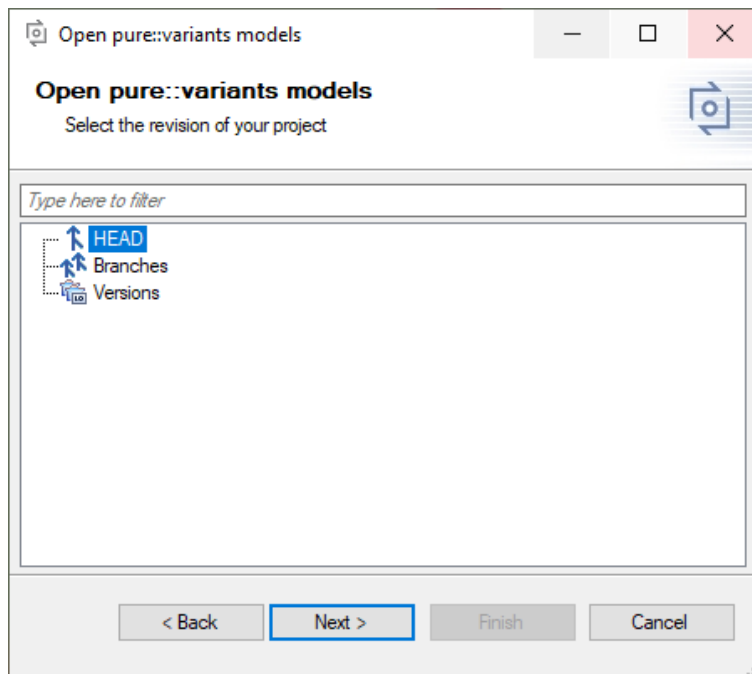 Open pure::variants models
Open pure::variants models
Select the revision of your project
Type here to filter
HEAD
Branches
Versions
< Back Next > Finish Cancel